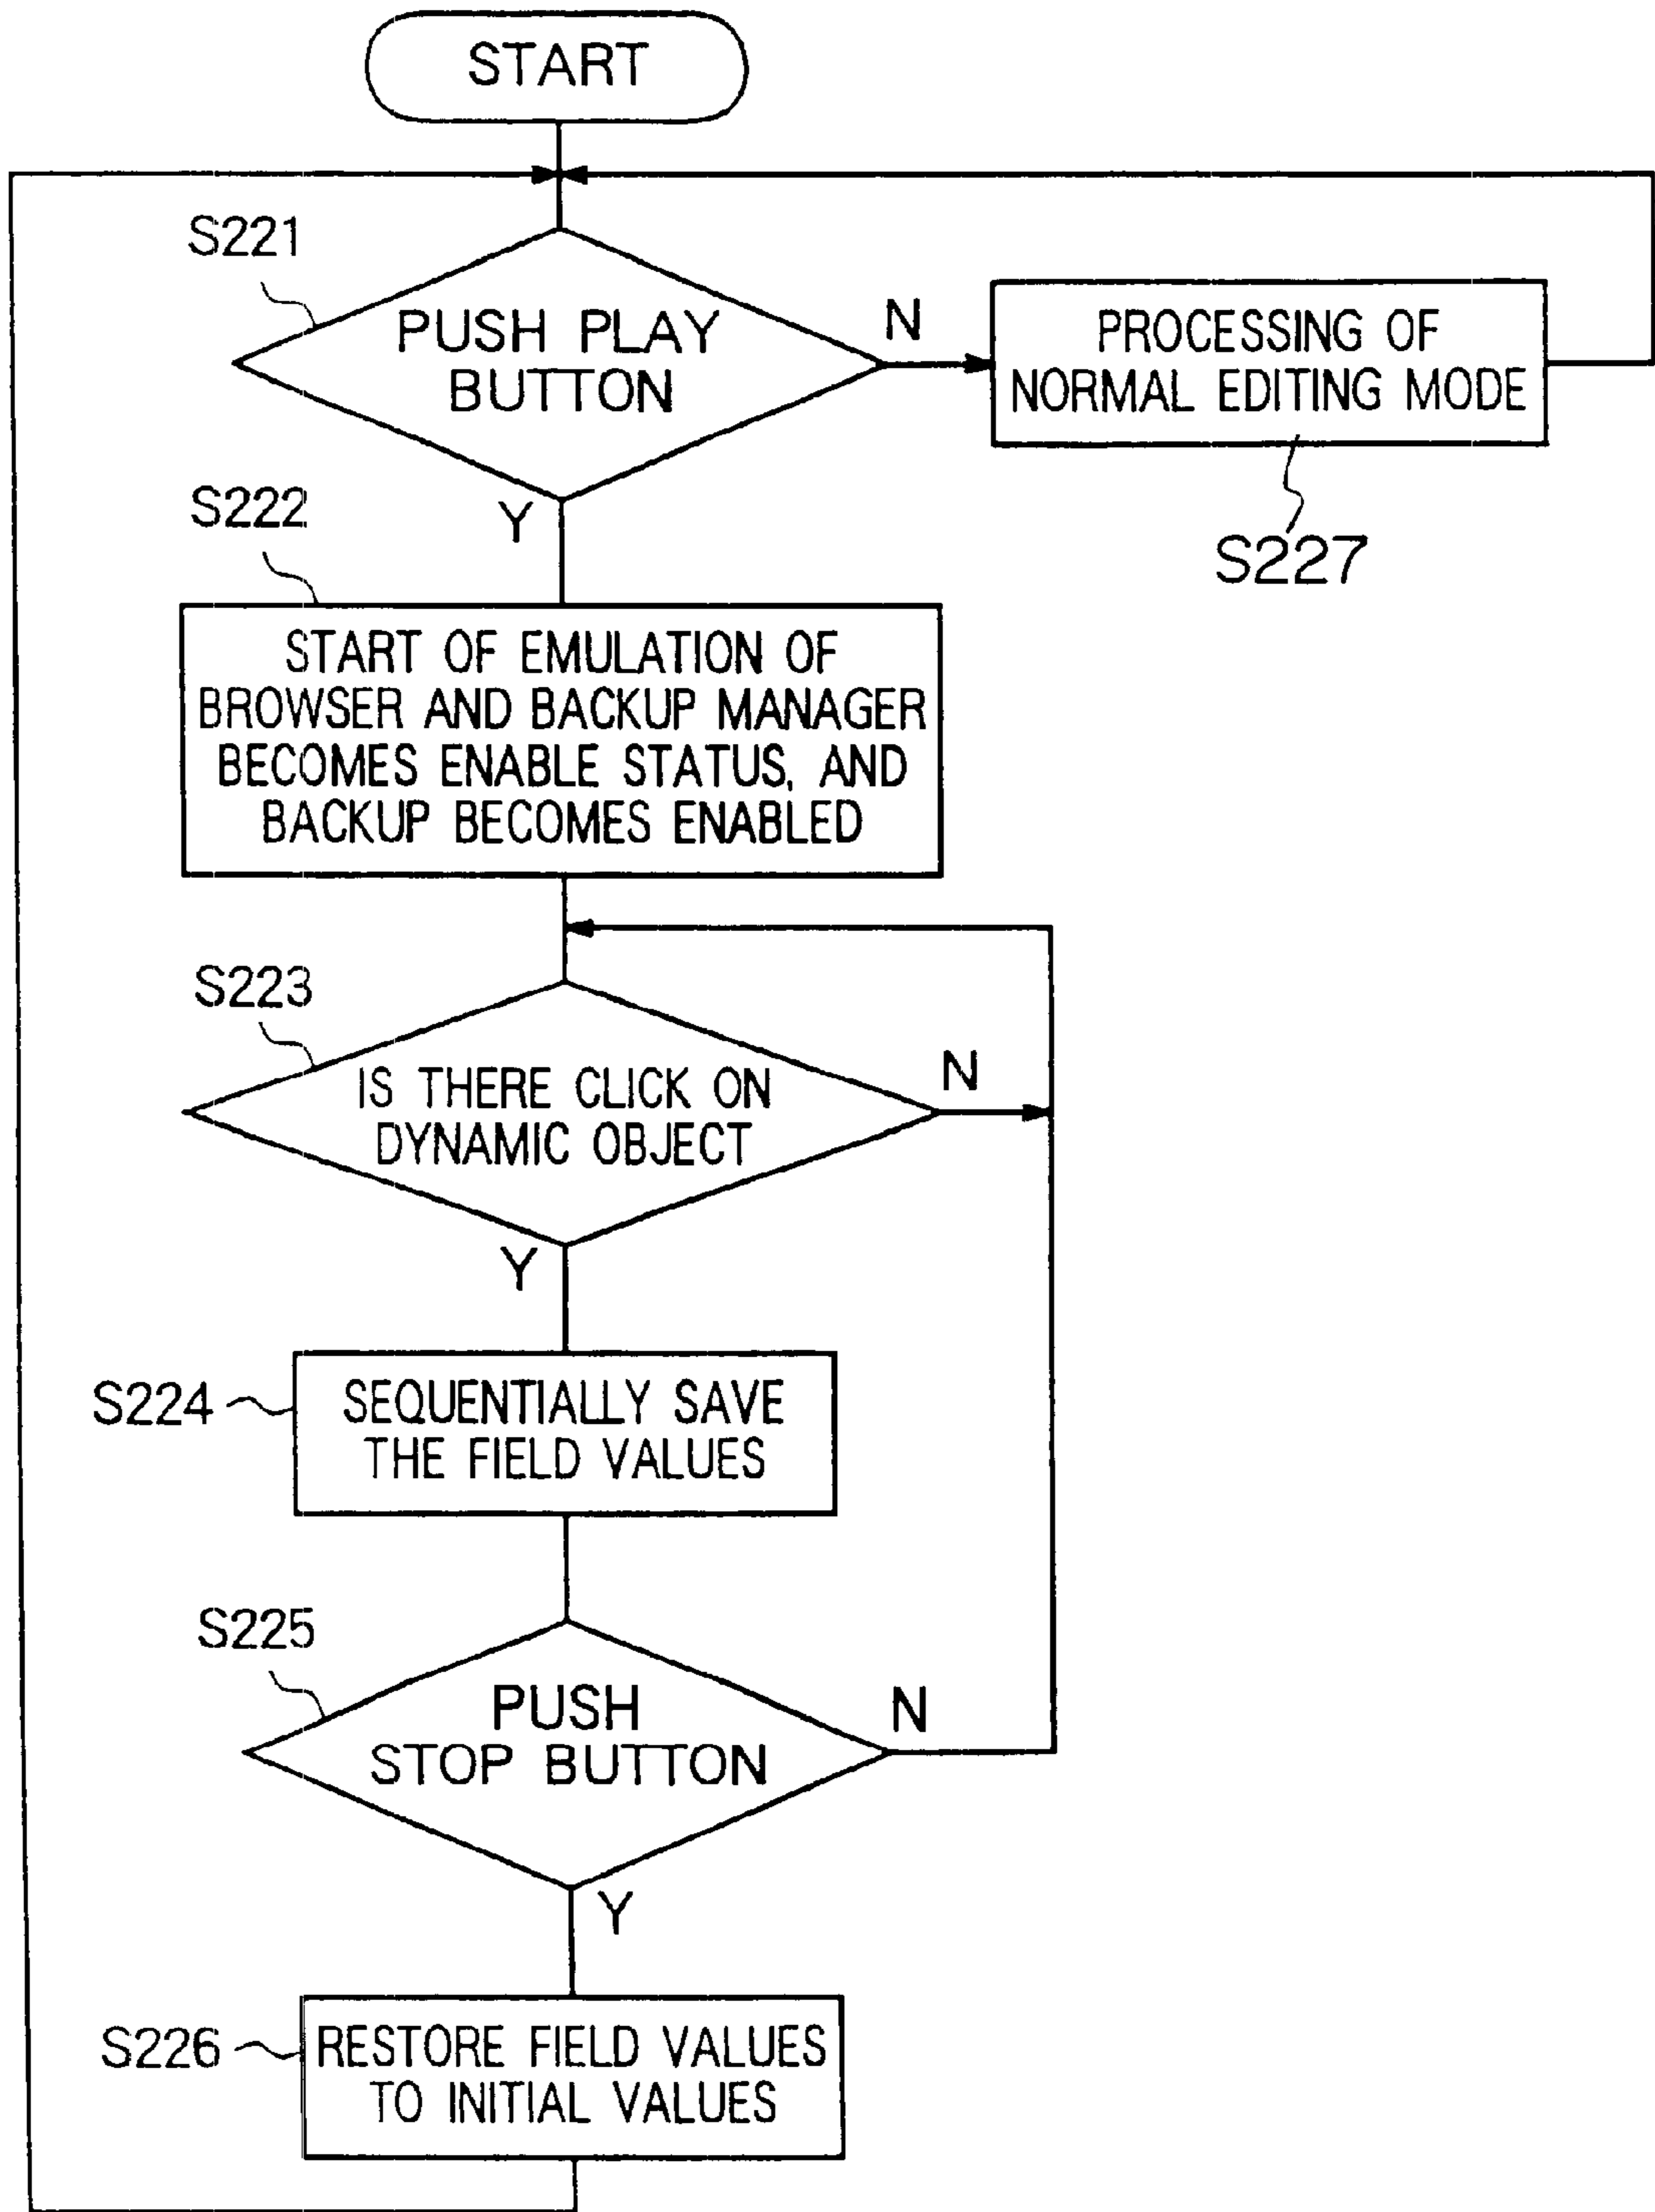 START
S221
PUSH PLAY
BUTTON
N
PROCESSING OF
NORMAL EDITING MODE
S227
Y
S222
START OF EMULATION OF
BROWSER AND BACKUP MANAGER
BECOMES ENABLE STATUS, AND
BACKUP BECOMES ENABLED
S223
IS THERE CLICK ON
DYNAMIC OBJECT
N
Y
S224
SEQUENTIALLY SAVE
THE FIELD VALUES
S225
PUSH
STOP BUTTON
N
Y
S226
RESTORE FIELD VALUES
TO INITIAL VALUES